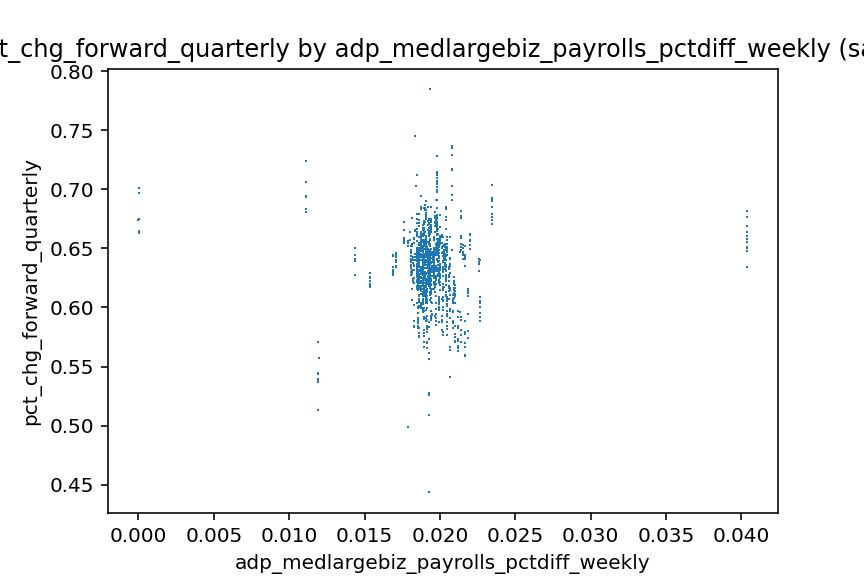 t_chg_forward_quarterly by adp_medlargebiz_payrolls_pctdiff_weekly (sa
0.80
0.75
0.70
0.65
0.60
0.55
0.50
0.45
pct_chg_forward_quarterly
0.000 0.005 0.010 0.015 0.020 0.025 0.030 0.035 0.040
adp_medlargebiz_payrolls_pctdiff_weekly